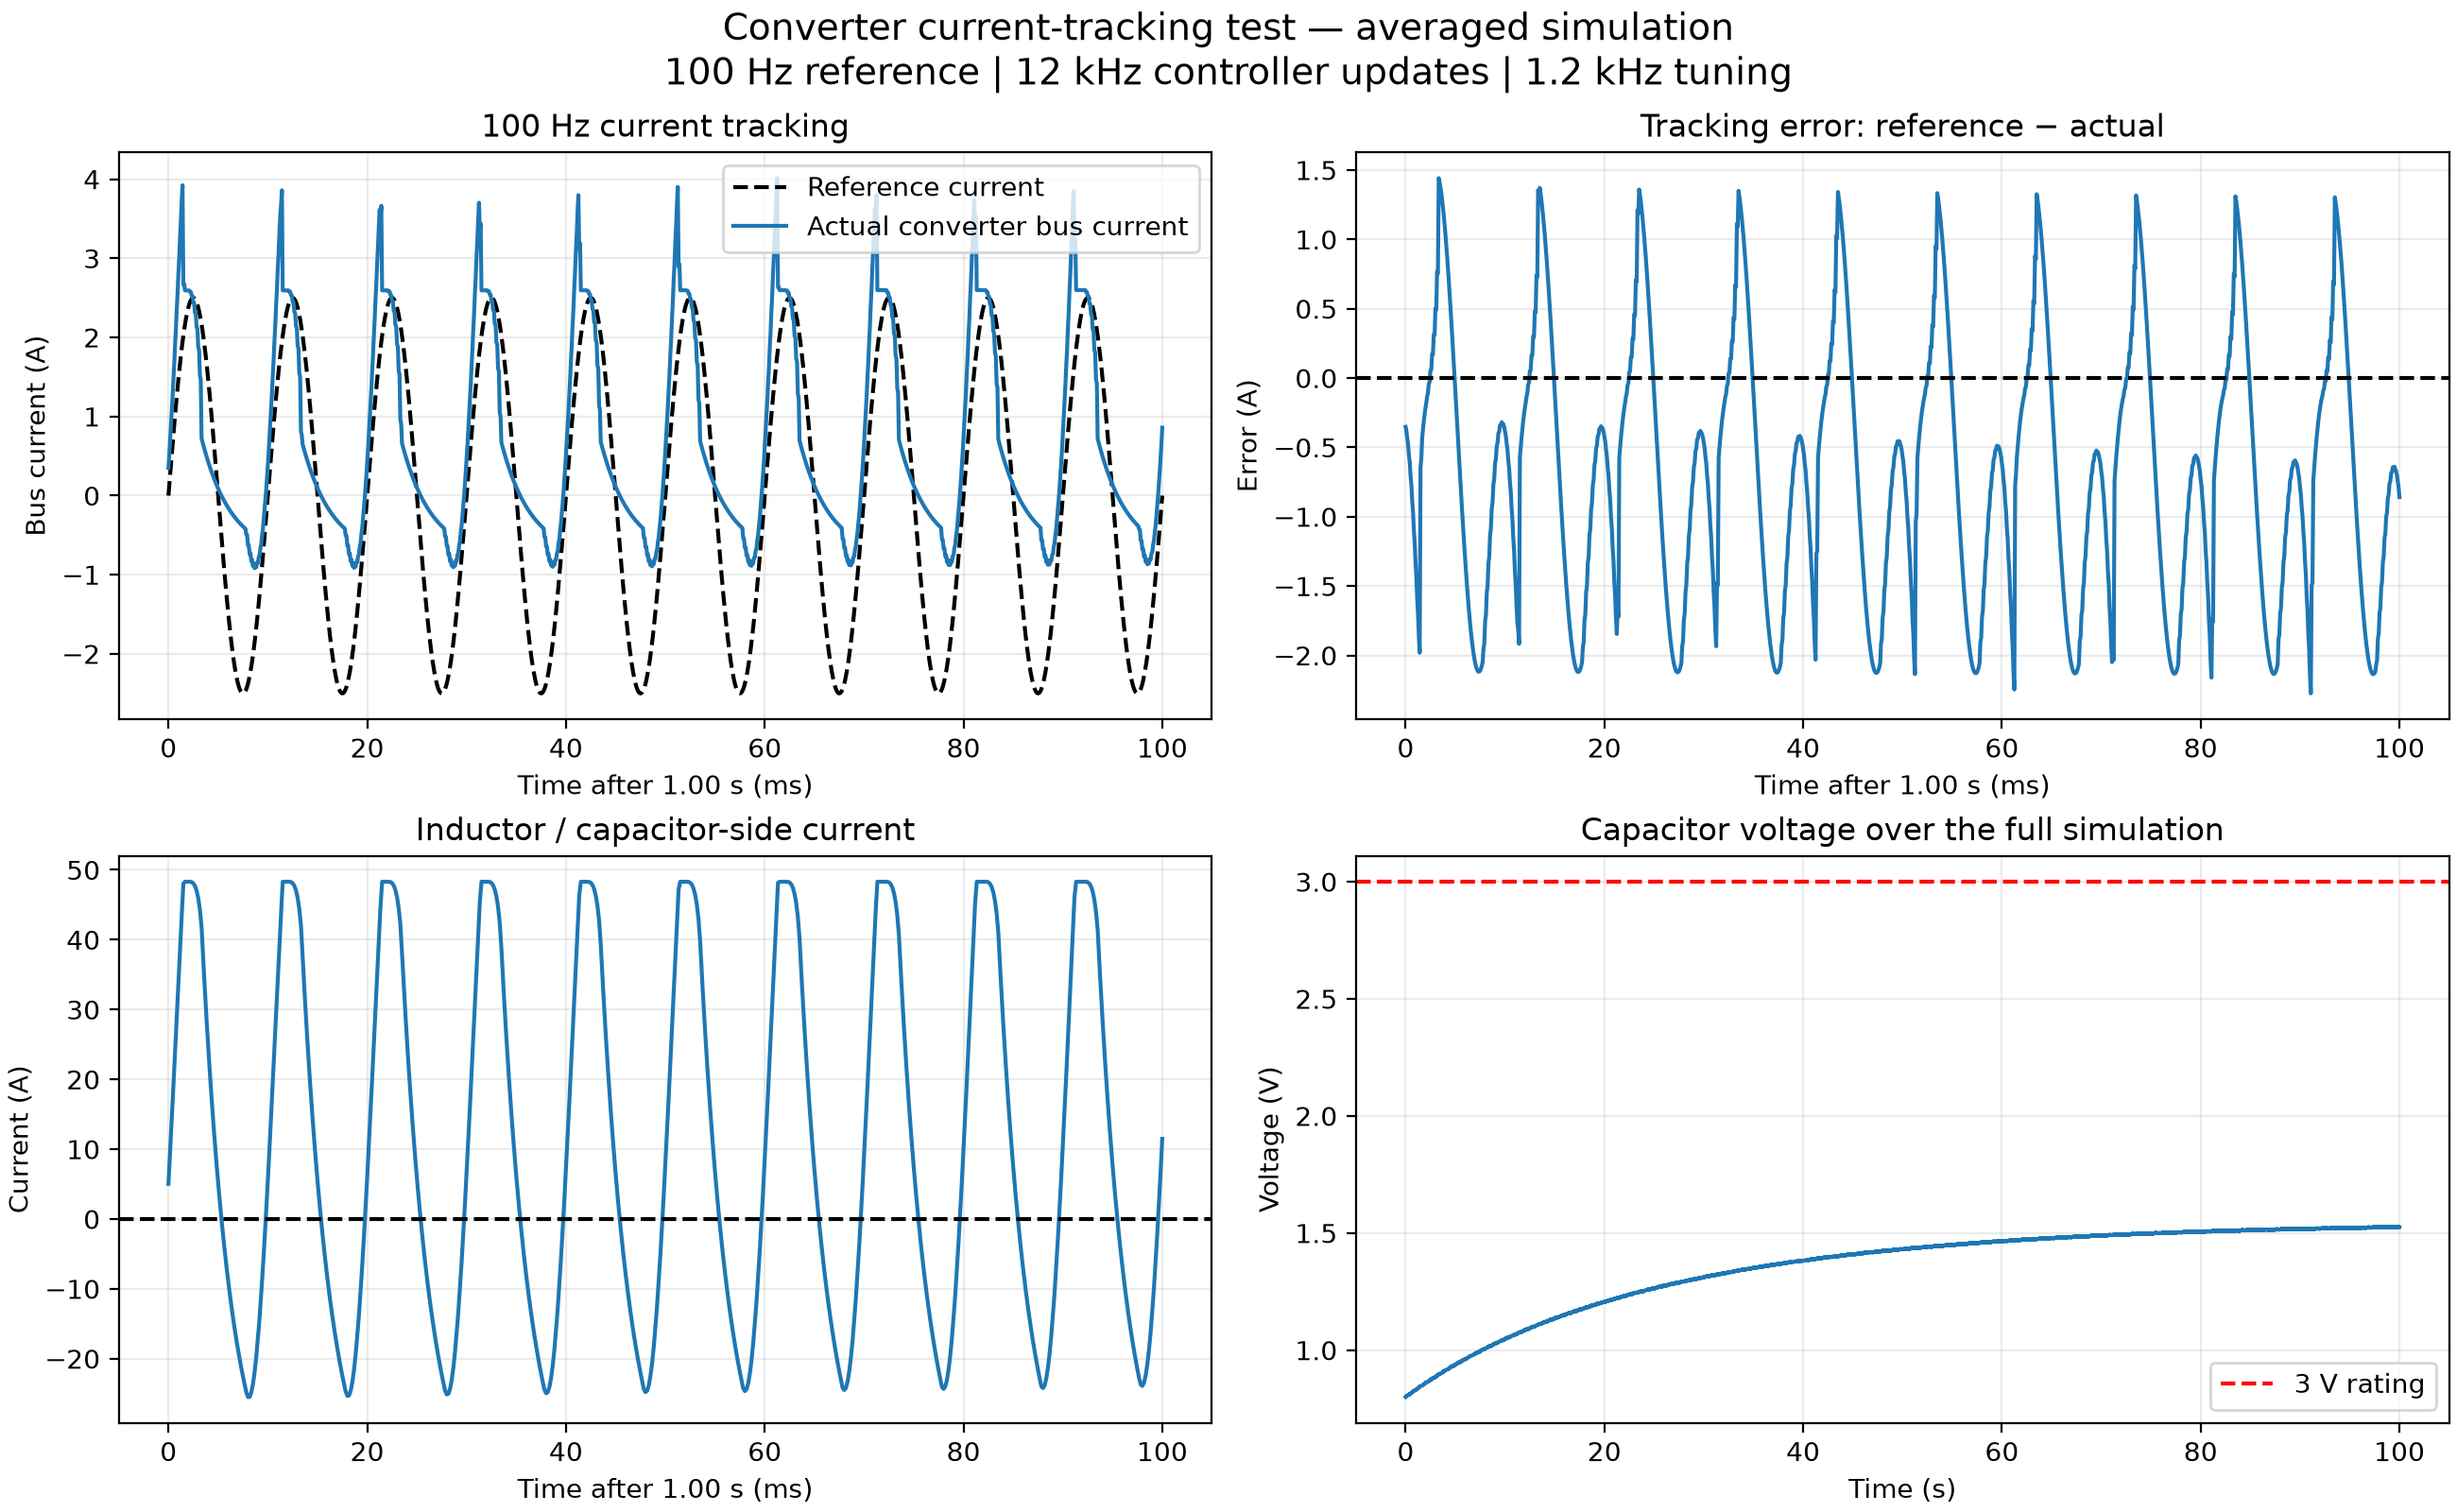 Converter current-tracking test — averaged simulation
100 Hz reference | 12 kHz controller updates | 1.2 kHz tuning
100 Hz current tracking
4
3
2
1
0
−1
−2
Bus current (A)
Reference current
Actual converter bus current
0 20 40 60 80 100
Time after 1.00 s (ms)
Tracking error: reference − actual
1.5
1.0
0.5
0.0
−0.5
−1.0
−1.5
−2.0
Error (A)
0 20 40 60 80 100
Time after 1.00 s (ms)
Inductor / capacitor-side current
50
40
30
20
10
0
−10
−20
Current (A)
0 20 40 60 80 100
Time after 1.00 s (ms)
Capacitor voltage over the full simulation
3.0
2.5
2.0
1.5
1.0
Voltage (V)
3 V rating
0 20 40 60 80 100
Time (s)